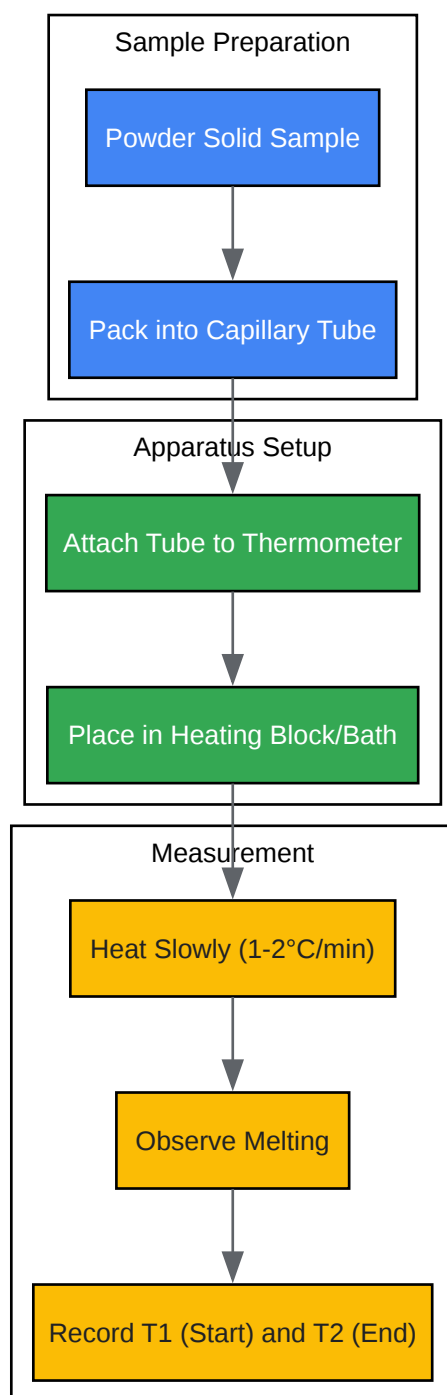 Sample Preparation
Powder Solid Sample
Pack into Capillary Tube
Apparatus Setup
Attach Tube to Thermometer
Place in Heating Block/Bath
Measurement
Heat Slowly (1-2°C/min)
Observe Melting
Record T1 (Start) and T2 (End)